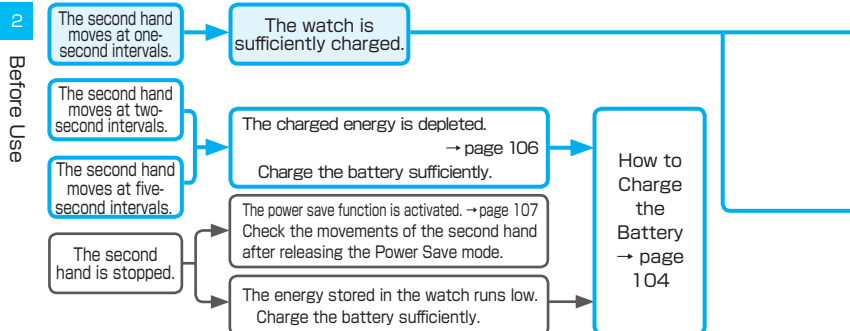 2
Before Use
The second hand
moves at one-
second intervals.
The watch is
sufficiently charged.
The second hand
moves at two-
second intervals.
The second hand
moves at five-
second intervals.
The charged energy is depleted.
→ page 106
Charge the battery sufficiently.
The second
hand is stopped.
The power save function is activated. →page 107
Check the movements of the second hand
after releasing the Power Save mode.
The energy stored in the watch runs low.
Charge the battery sufficiently.
How to
Charge
the
Battery
→ page
104